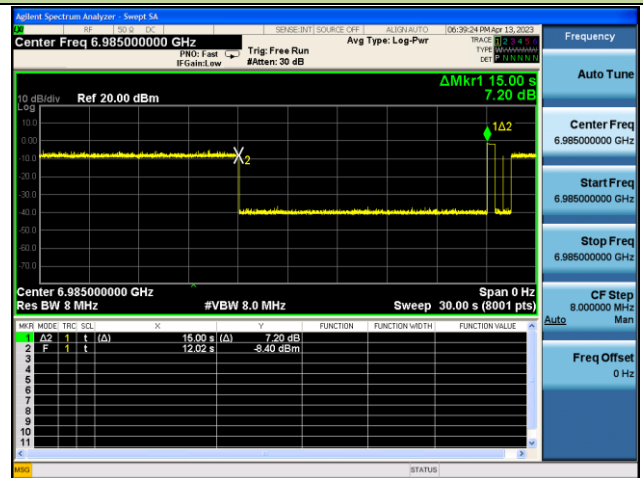 Agilent Spectrum Analyzer - Swept SA
RF 50 Ω DC SENSE:INT SOURCE OFF ALIGNAUTO 06:39:24 PM Apr 13, 2023
Center Freq 6.985000000 GHz
PNO: Fast
IFGain:Low
Trig: Free Run
#Atten: 30 dB
Avg Type: Log-Pwr
TRACE 1 2 3 4 5 6
TYPE
DET P N N N N N
ΔMkr1 15.00 s
7.20 dB
10 dB/div Ref 20.00 dBm
Log
10.0
0.00
-10.0
-20.0
-30.0
-40.0
-50.0
-60.0
-70.0
1Δ2
2
Center 6.985000000 GHz Span 0 Hz
Res BW 8 MHz #VBW 8.0 MHz Sweep 30.00 s (8001 pts)
MKR MODE TRC SCL X Y FUNCTION FUNCTION WIDTH FUNCTION VALUE
1 Δ2 1 t (Δ) 15.00 s (Δ) 7.20 dB
2 F 1 t 12.02 s -8.40 dBm
3
4
5
6
7
8
9
10
11
MSG STATUS
Frequency
Auto Tune
Center Freq
6.985000000 GHz
Start Freq
6.985000000 GHz
Stop Freq
6.985000000 GHz
CF Step
8.000000 MHz
Auto Man
Freq Offset
0 Hz